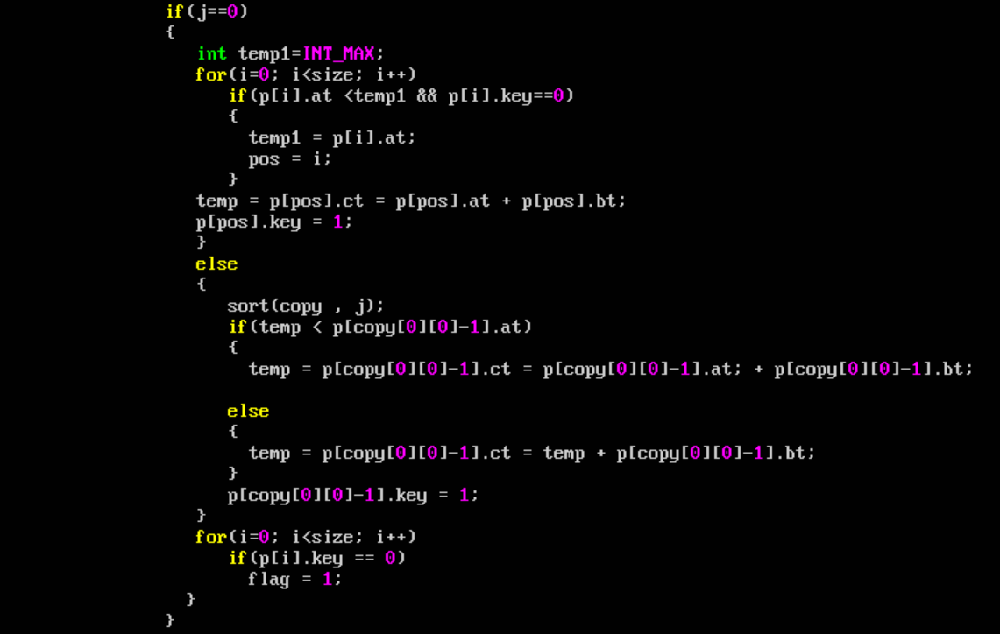 if(j==0)
{
int temp1=INT_MAX;
for(i=0; i<size; i++)
if(p[i].at <temp1 && p[i].key==0)
{
temp1 = p[i].at;
pos = i;
}
temp = p[pos].ct = p[pos].at + p[pos].bt;
p[pos].key = 1;
}
else
{
sort(copy , j);
if(temp < p[copy[0][0]-1].at)
{
temp = p[copy[0][0]-1].ct = p[copy[0][0]-1].at; + p[copy[0][0]-1].bt;
else
{
temp = p[copy[0][0]-1].ct = temp + p[copy[0][0]-1].bt;
}
p[copy[0][0]-1].key = 1;
}
for(i=0; i<size; i++)
if(p[i].key == 0)
flag = 1;
}
}